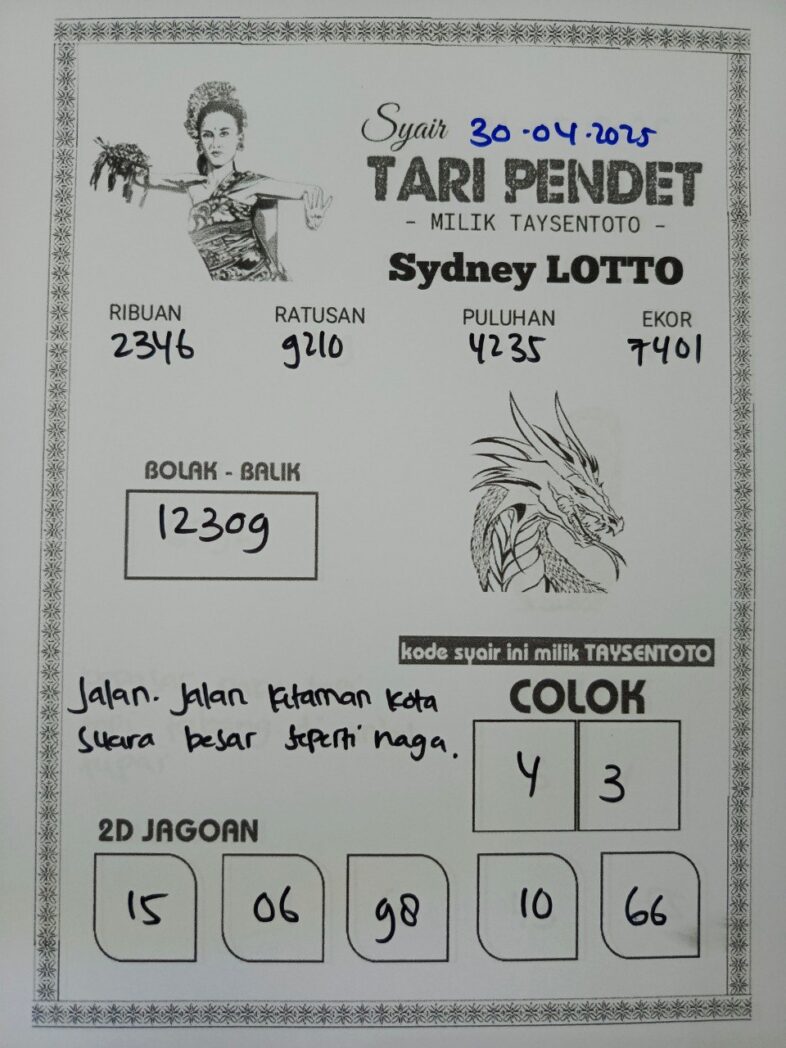 Syair 30-04-2025
TARI PENDET
- MILIK TAYSENTOTO -
Sydney LOTTO
RIBUAN RATUSAN PULUHAN EKOR
2346 9210 4235 7401
BOLAK - BALIK
12309
kode syair ini milik TAYSENTOTO
Jalan. Jalan kitaman kota
suara besar seperti naga.
COLOK
4 3
2D JAGOAN
15 06 98 10 66